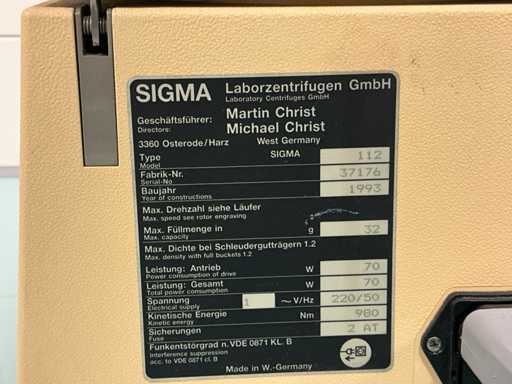 SIGMA Laborzentrifugen GmbH
Laboratory Centrifuges GmbH
Geschäftsführer: Martin Christ
Directors: Michael Christ
3360 Osterode/Harz West Germany
Type SIGMA 112
Model
Fabrik-Nr. 37176
Serial-No
Baujahr 1993
Year of constructions
Max. Drehzahl siehe Läufer
Max. speed see rotor engraving
Max. Füllmenge in g 32
Max. capacity
Max. Dichte bei Schleudergutträgern 1.2
Max. density with full buckets 1.2
Leistung: Antrieb W 70
Power consumption of drive
Leistung: Gesamt W 70
Total power consumption
Spannung 1 ~ V/Hz 220/50
Electrical supply
Kinetische Energie Nm 980
Kinetic energy
Sicherungen 2 AT
Fuse
Funkentstörgrad n. VDE 0871 KL. B
Interference suppression
acc. to VDE 0871 cl. B
Made in W.-Germany